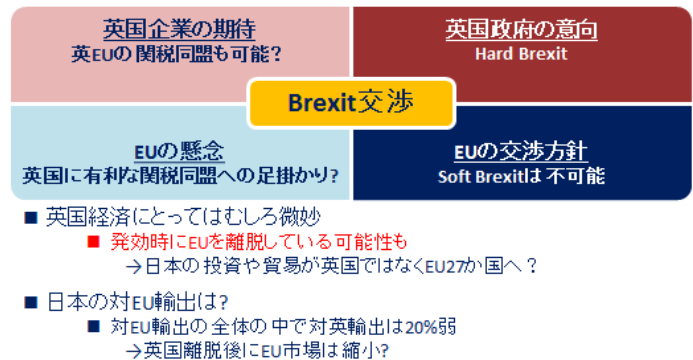 英国企業の期待
英EUの関税同盟も可能?
英国政府の意向
Hard Brexit
Brexit交渉
EUの懸念
英国に有利な関税同盟への足掛かり?
EUの交渉方針
Soft Brexitは不可能
■ 英国経済にとってはむしろ微妙
■ 発効時にEUを離脱している可能性も
→日本の投資や貿易が英国ではなくEU27か国へ?
■ 日本の対EU輸出は?
■ 対EU輸出の全体の中で対英輸出は20%弱
→英国離脱後にEU市場は縮小?